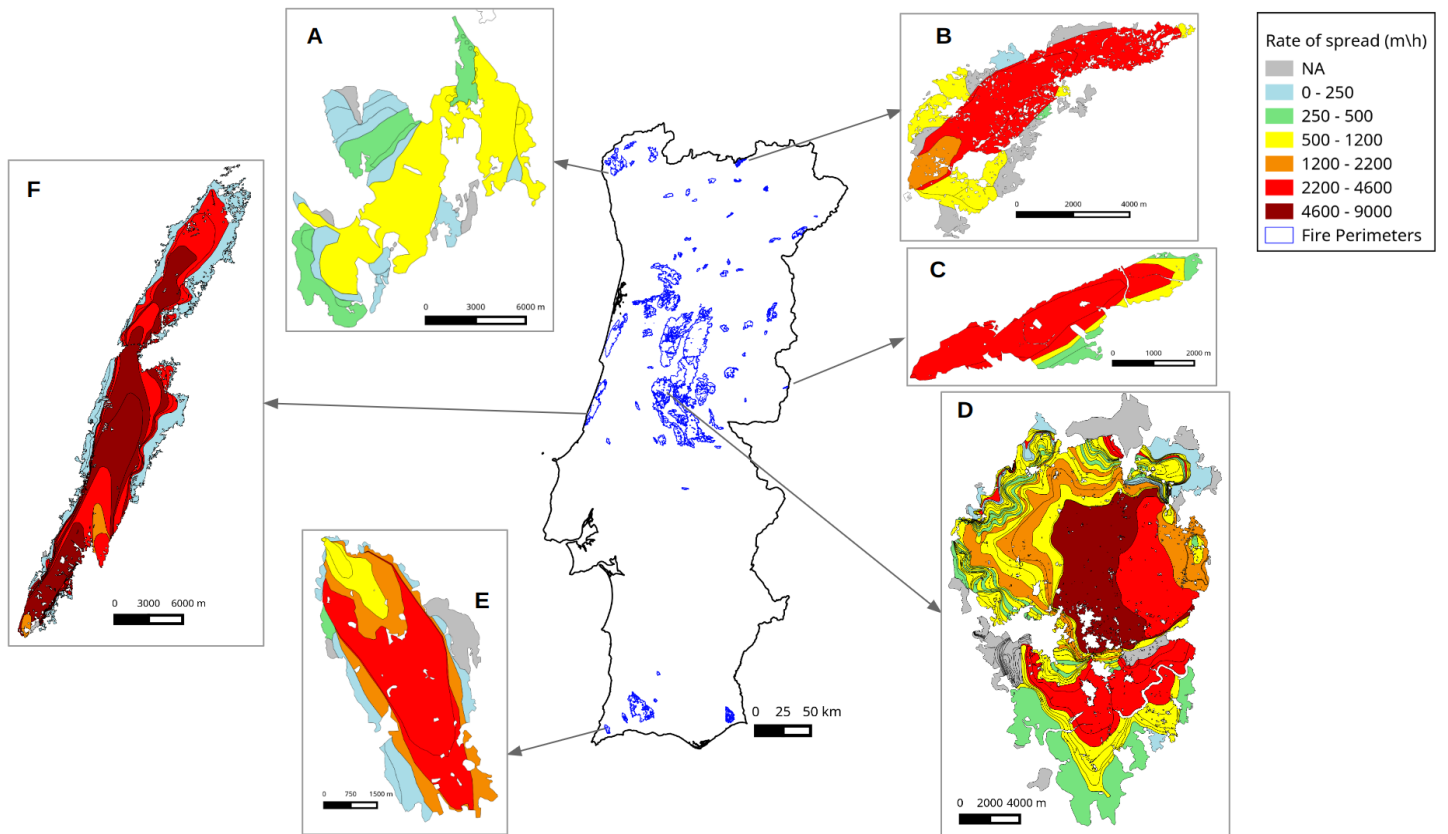 A
B
Rate of spread (m\h)
NA
0 - 250
250 - 500
500 - 1200
1200 - 2200
2200 - 4600
4600 - 9000
Fire Perimeters
0 3000 6000 m
0 2000 4000 m
F
0 3000 6000 m
C
0 1000 2000 m
D
0 2000 4000 m
E
0 750 1500 m
0 25 50 km